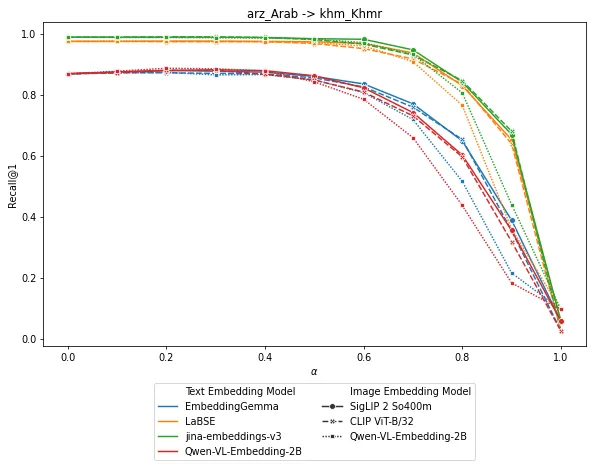 arz_Arab -> khm_Khmr
1.0
0.8
0.6
0.4
0.2
0.0
Recall@1
0.0 0.2 0.4 0.6 0.8 1.0
α
Text Embedding Model
EmbeddingGemma
LaBSE
jina-embeddings-v3
Qwen-VL-Embedding-2B
Image Embedding Model
SigLIP 2 So400m
CLIP ViT-B/32
Qwen-VL-Embedding-2B